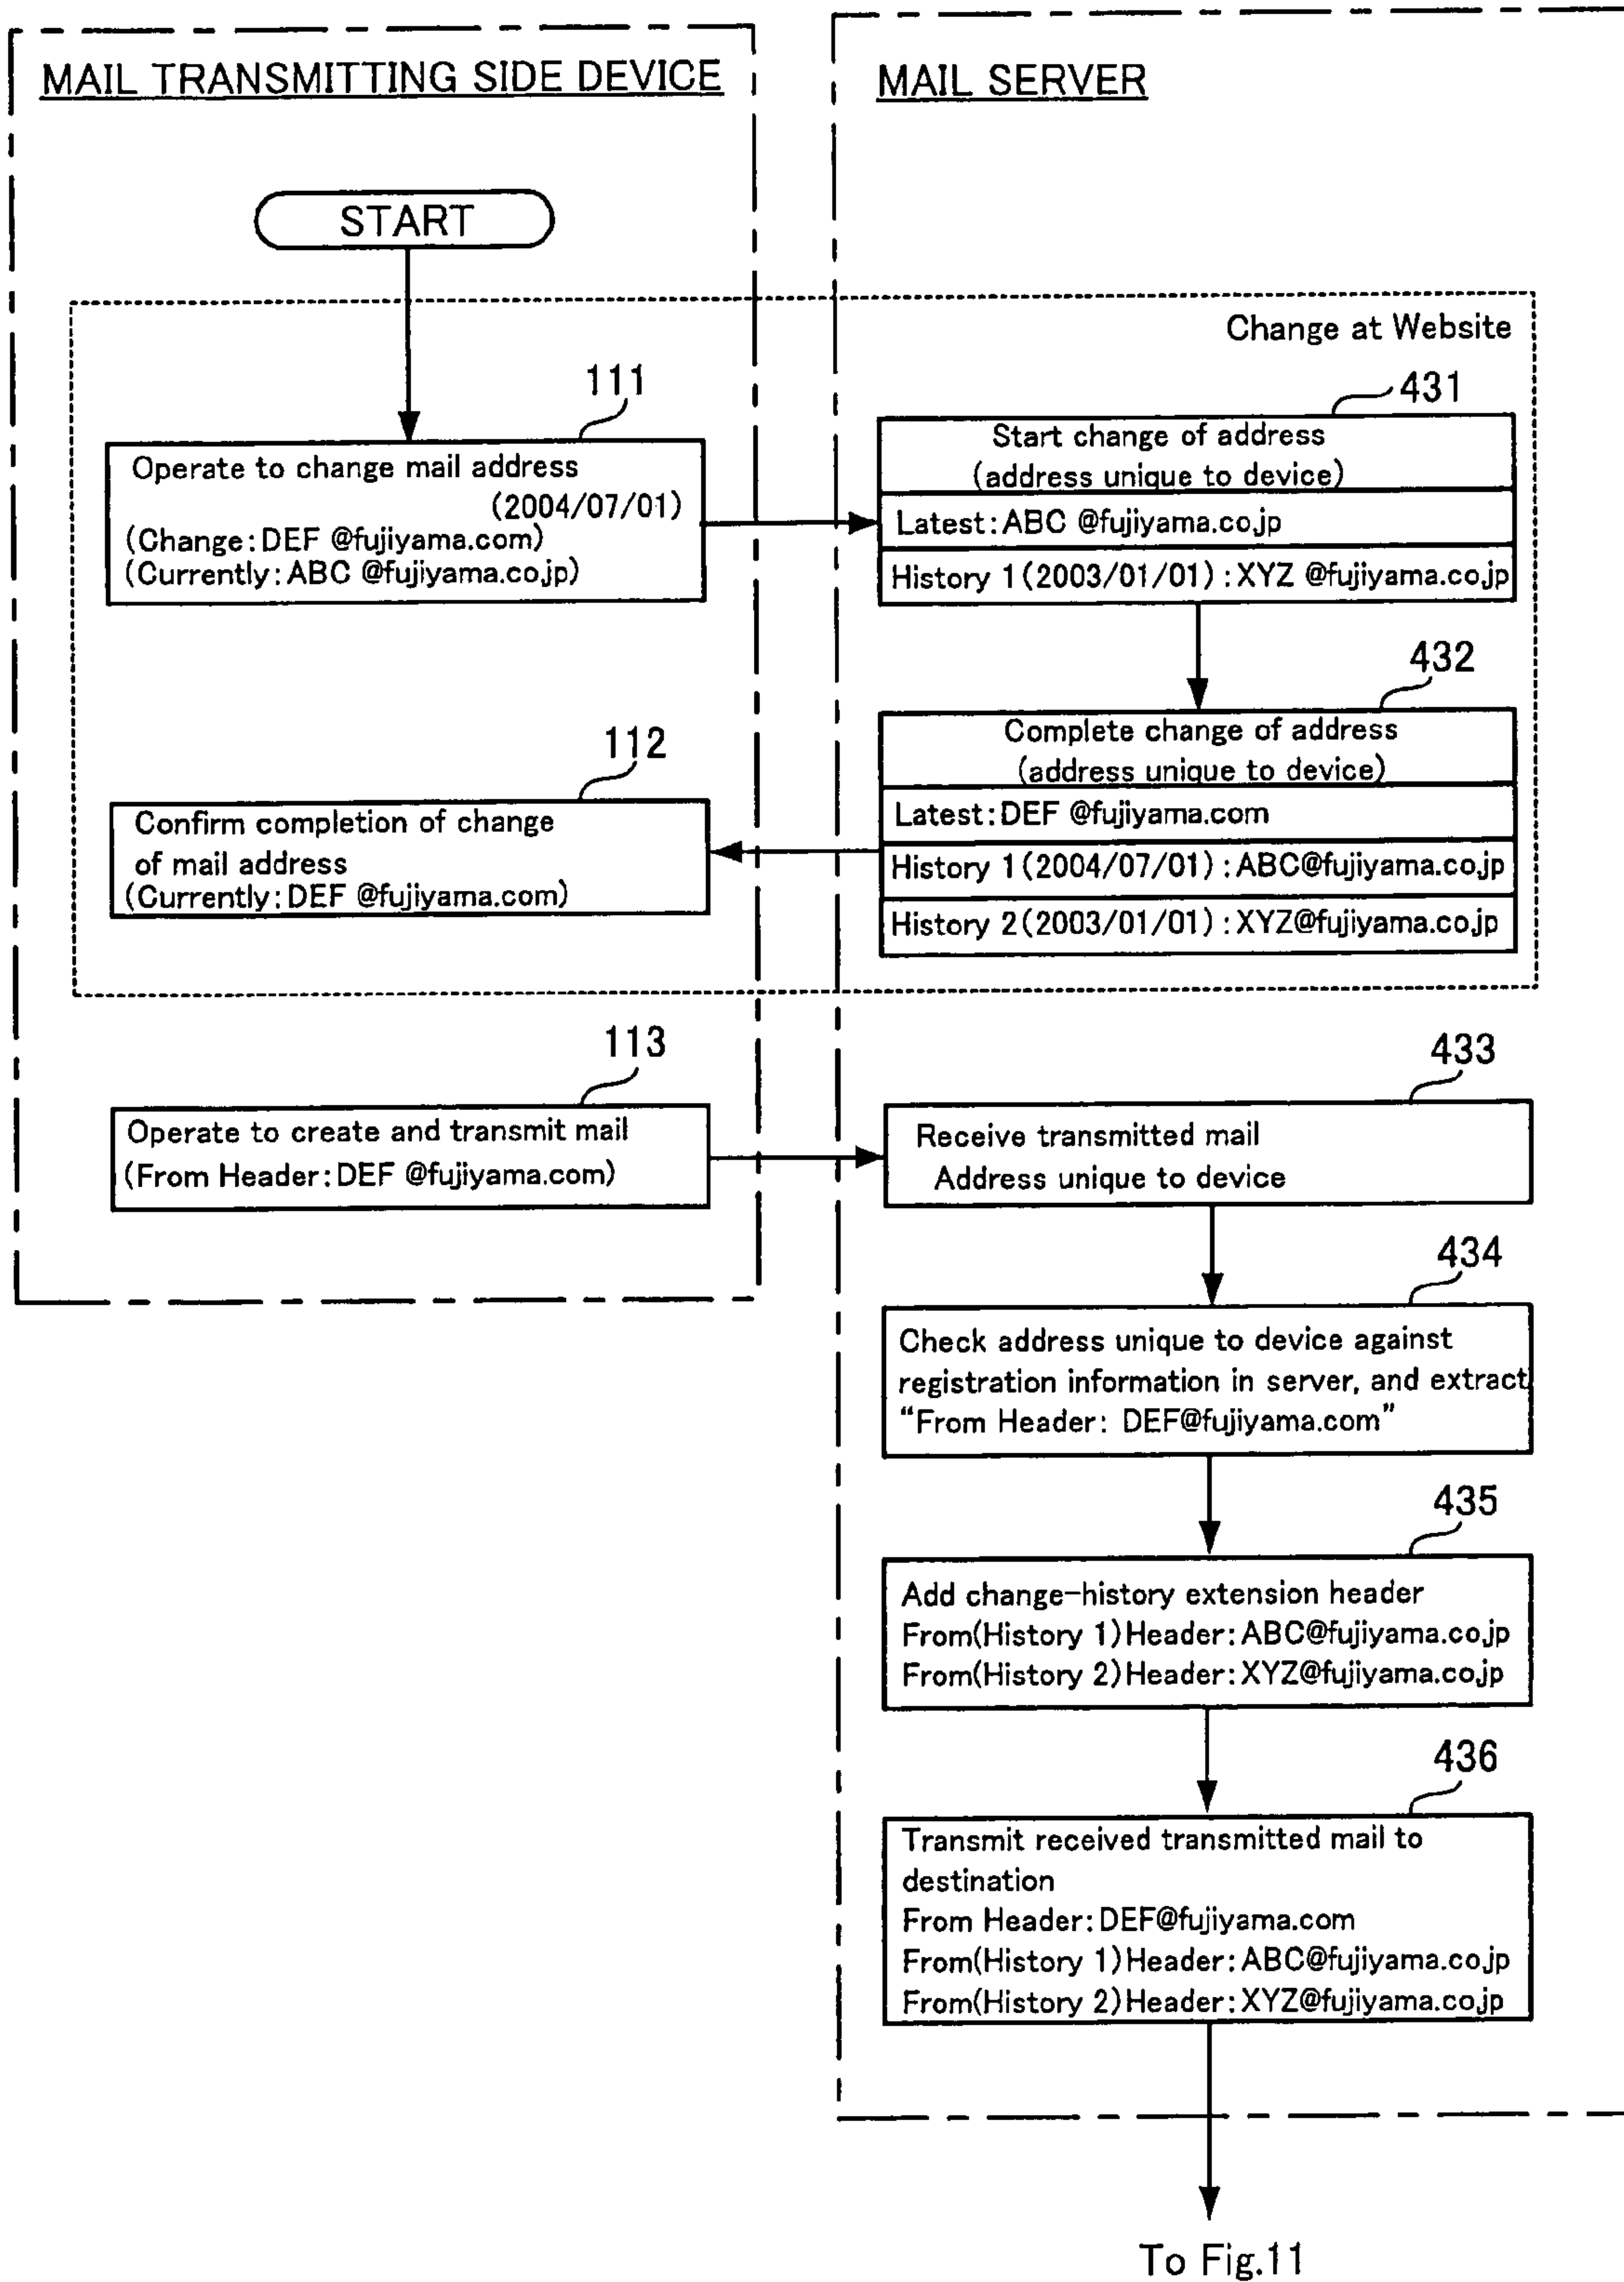 MAIL TRANSMITTING SIDE DEVICE
MAIL SERVER
START
Change at Website
111
Operate to change mail address
(2004/07/01)
(Change:DEF @fujiyama.com)
(Currently:ABC @fujiyama.co.jp)
431
Start change of address
(address unique to device)
Latest:ABC @fujiyama.co.jp
History 1(2003/01/01):XYZ @fujiyama.co.jp
432
Complete change of address
(address unique to device)
Latest:DEF @fujiyama.com
History 1(2004/07/01):ABC@fujiyama.co.jp
History 2(2003/01/01):XYZ@fujiyama.co.jp
112
Confirm completion of change
of mail address
(Currently:DEF @fujiyama.com)
113
Operate to create and transmit mail
(From Header:DEF @fujiyama.com)
433
Receive transmitted mail
Address unique to device
434
Check address unique to device against
registration information in server, and extract
“From Header: DEF@fujiyama.com”
435
Add change-history extension header
From(History 1)Header:ABC@fujiyama.co.jp
From(History 2)Header:XYZ@fujiyama.co.jp
436
Transmit received transmitted mail to
destination
From Header:DEF@fujiyama.com
From(History 1)Header:ABC@fujiyama.co.jp
From(History 2)Header:XYZ@fujiyama.co.jp
To Fig.11